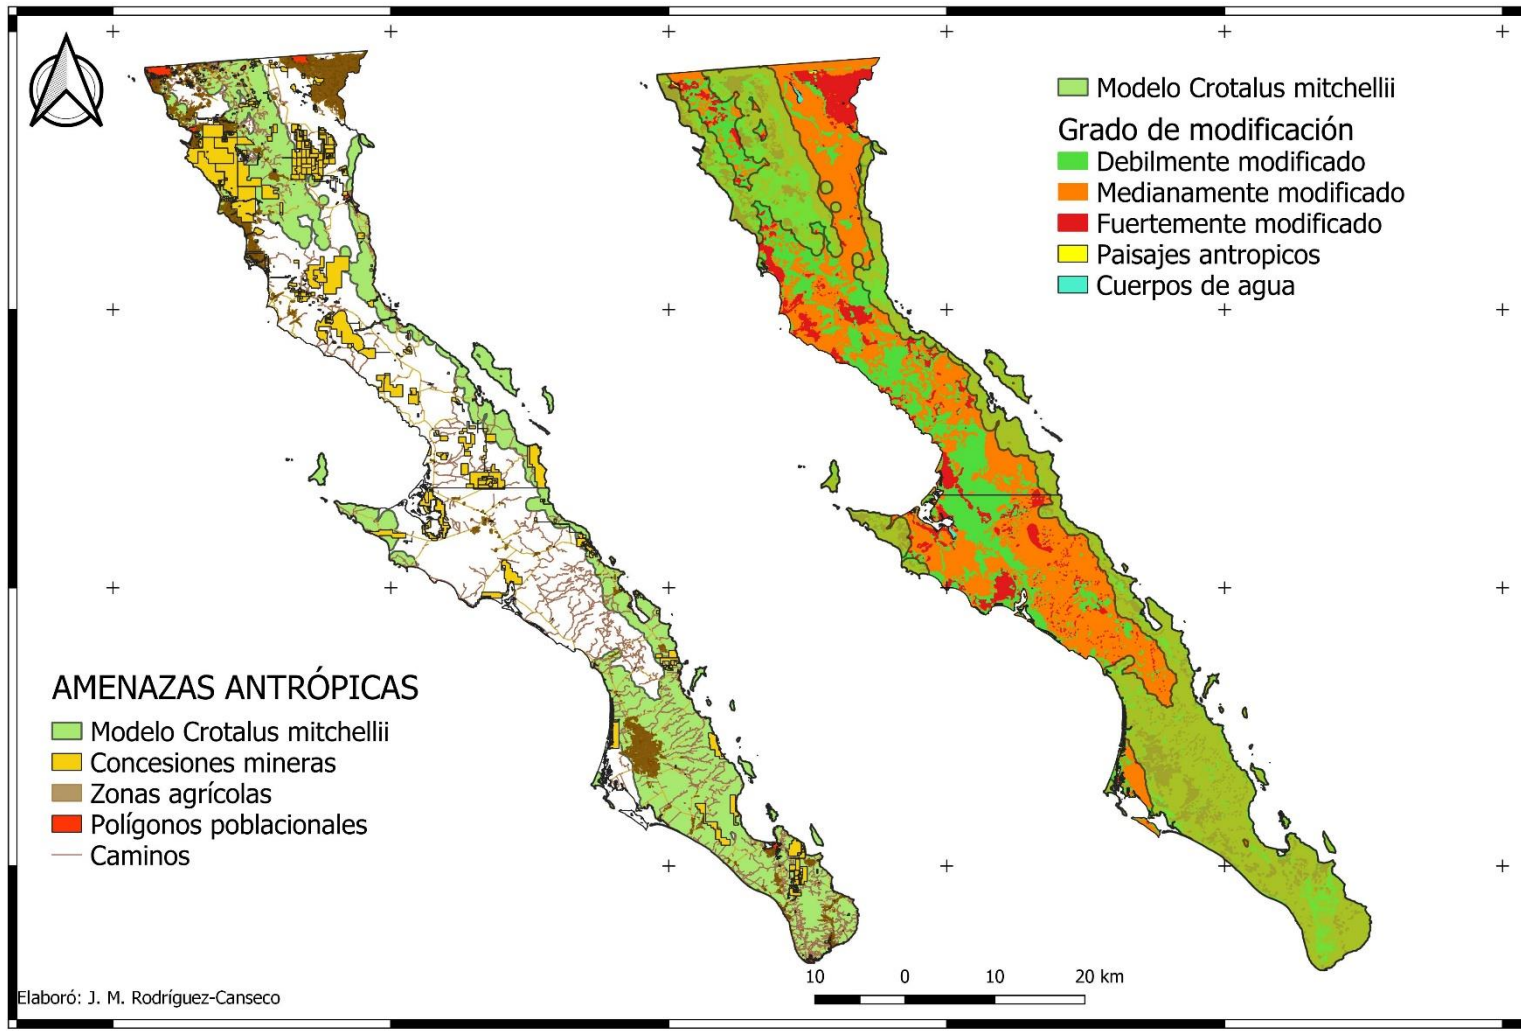 Modelo Crotalus mitchellii
Grado de modificación
Debilmente modificado
Medianamente modificado
Fuertemente modificado
Paisajes antropicos
Cuerpos de agua
AMENAZAS ANTRÓPICAS
Modelo Crotalus mitchellii
Concesiones mineras
Zonas agrícolas
Polígonos poblacionales
Caminos
10 0 10 20 km
Elaboró: J. M. Rodríguez-Canseco